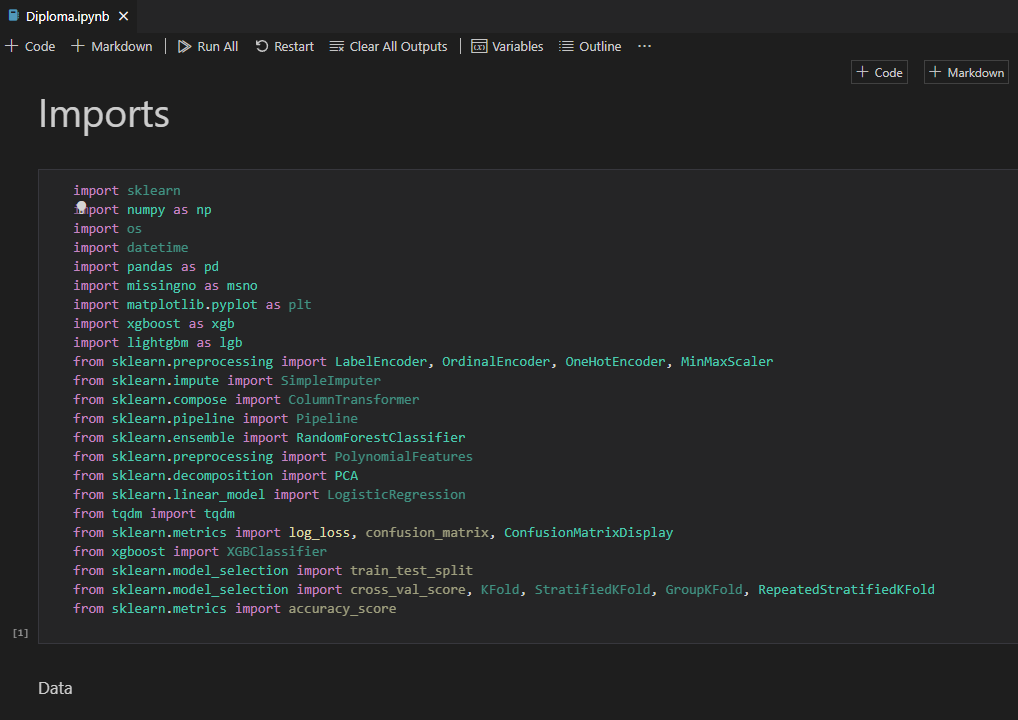 Diploma.ipynb
Code Markdown Run All Restart Clear All Outputs Variables Outline ...
Code Markdown
Imports
import sklearn
import numpy as np
import os
import datetime
import pandas as pd
import missingno as msno
import matplotlib.pyplot as plt
import xgboost as xgb
import lightgbm as lgb
from sklearn.preprocessing import LabelEncoder, OrdinalEncoder, OneHotEncoder, MinMaxScaler
from sklearn.impute import SimpleImputer
from sklearn.compose import ColumnTransformer
from sklearn.pipeline import Pipeline
from sklearn.ensemble import RandomForestClassifier
from sklearn.preprocessing import PolynomialFeatures
from sklearn.decomposition import PCA
from sklearn.linear_model import LogisticRegression
from tqdm import tqdm
from sklearn.metrics import log_loss, confusion_matrix, ConfusionMatrixDisplay
from xgboost import XGBClassifier
from sklearn.model_selection import train_test_split
from sklearn.model_selection import cross_val_score, KFold, StratifiedKFold, GroupKFold, RepeatedStratifiedKFold
from sklearn.metrics import accuracy_score
[1]
Data